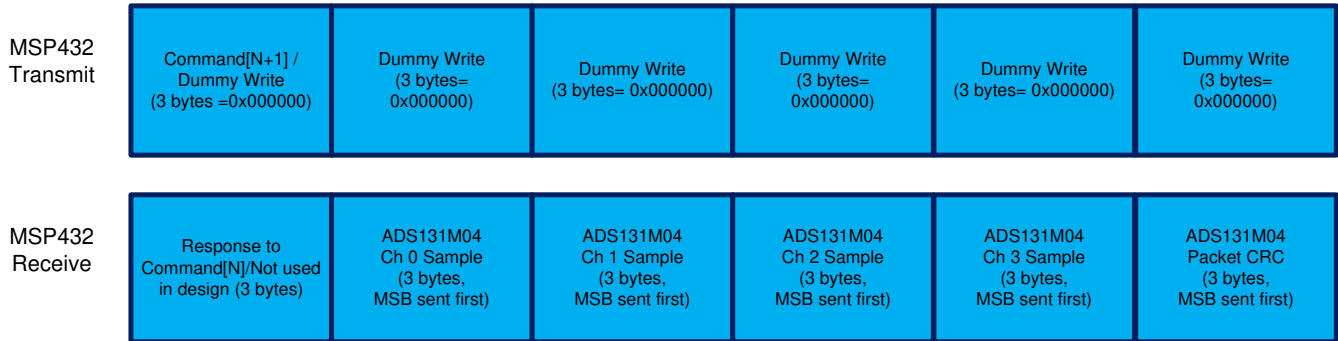 MSP432
Transmit
Command[N+1] /
Dummy Write
(3 bytes =0x000000)
Dummy Write
(3 bytes=
0x000000)
Dummy Write
(3 bytes= 0x000000)
Dummy Write
(3 bytes=
0x000000)
Dummy Write
(3 bytes= 0x000000)
Dummy Write
(3 bytes=
0x000000)
MSP432
Receive
Response to
Command[N]/Not used
in design (3 bytes)
ADS131M04
Ch 0 Sample
(3 bytes,
MSB sent first)
ADS131M04
Ch 1 Sample
(3 bytes,
MSB sent first)
ADS131M04
Ch 2 Sample
(3 bytes,
MSB sent first)
ADS131M04
Ch 3 Sample
(3 bytes,
MSB sent first)
ADS131M04
Packet CRC
(3 bytes,
MSB sent first)